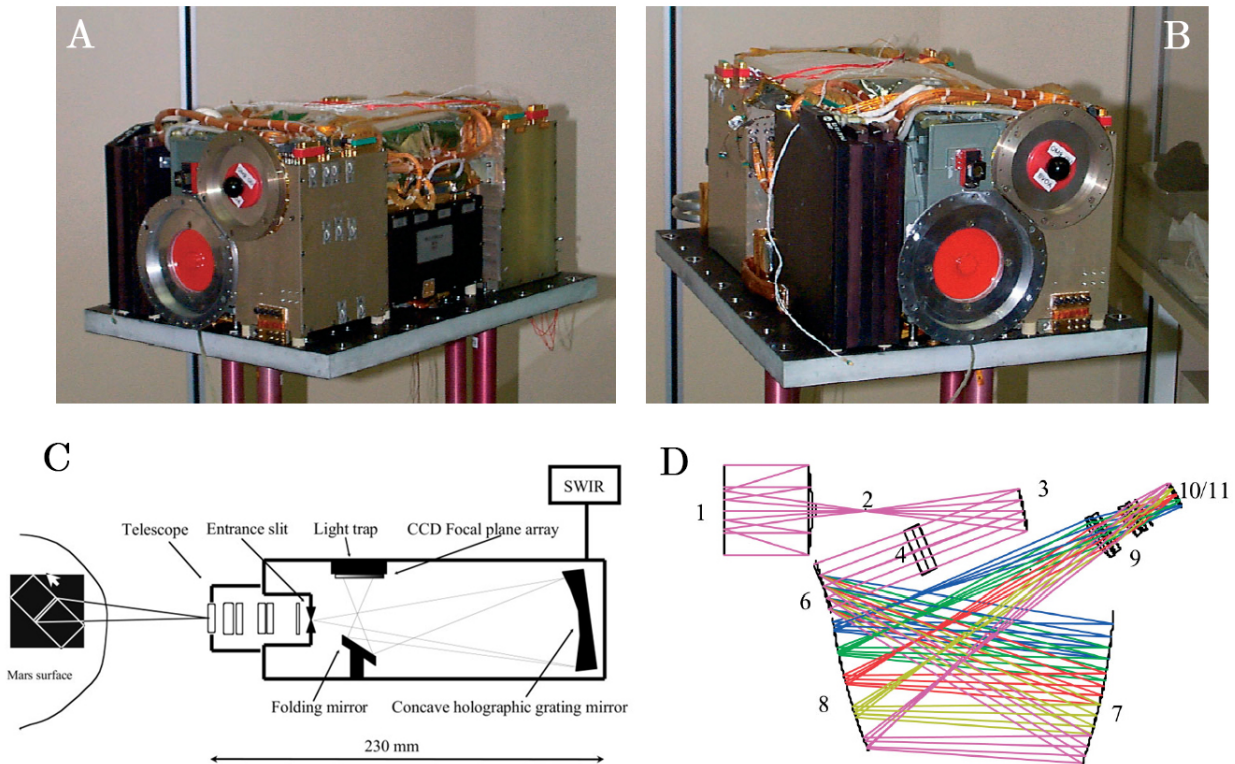 A
B
C
D
SWIR
Telescope
Entrance slit
Light trap
CCD Focal plane array
Mars surface
Folding mirror
Concave holographic grating mirror
230 mm
1
2
3
4
6
7
8
9
10/11